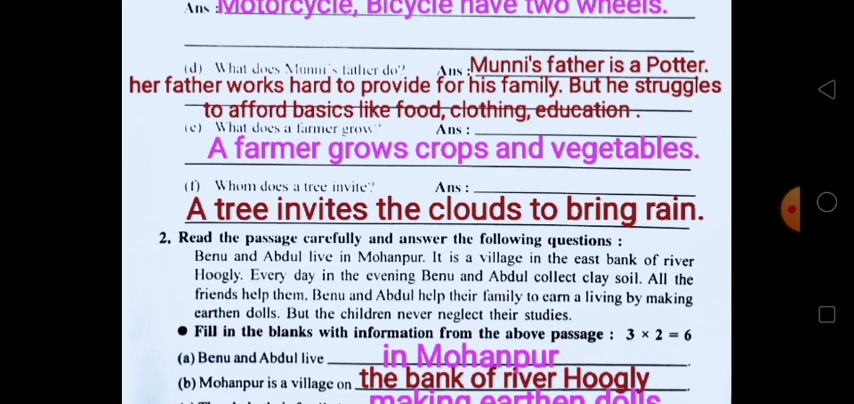 Ans : Motorcycle, Bicycle have two wheels.
(d) What does Munni's father do? Ans : Munni's father is a Potter.
her father works hard to provide for his family. But he struggles
to afford basics like food, clothing, education .
(e) What does a farmer grow? Ans :
A farmer grows crops and vegetables.
(f) Whom does a tree invite? Ans :
A tree invites the clouds to bring rain.
2. Read the passage carefully and answer the following questions :
Benu and Abdul live in Mohanpur. It is a village in the east bank of river
Hoogly. Every day in the evening Benu and Abdul collect clay soil. All the
friends help them. Benu and Abdul help their family to earn a living by making
earthen dolls. But the children never neglect their studies.
● Fill in the blanks with information from the above passage : 3 × 2 = 6
(a) Benu and Abdul live in Mohanpur.
(b) Mohanpur is a village on the bank of river Hoogly.
making earthen dolls